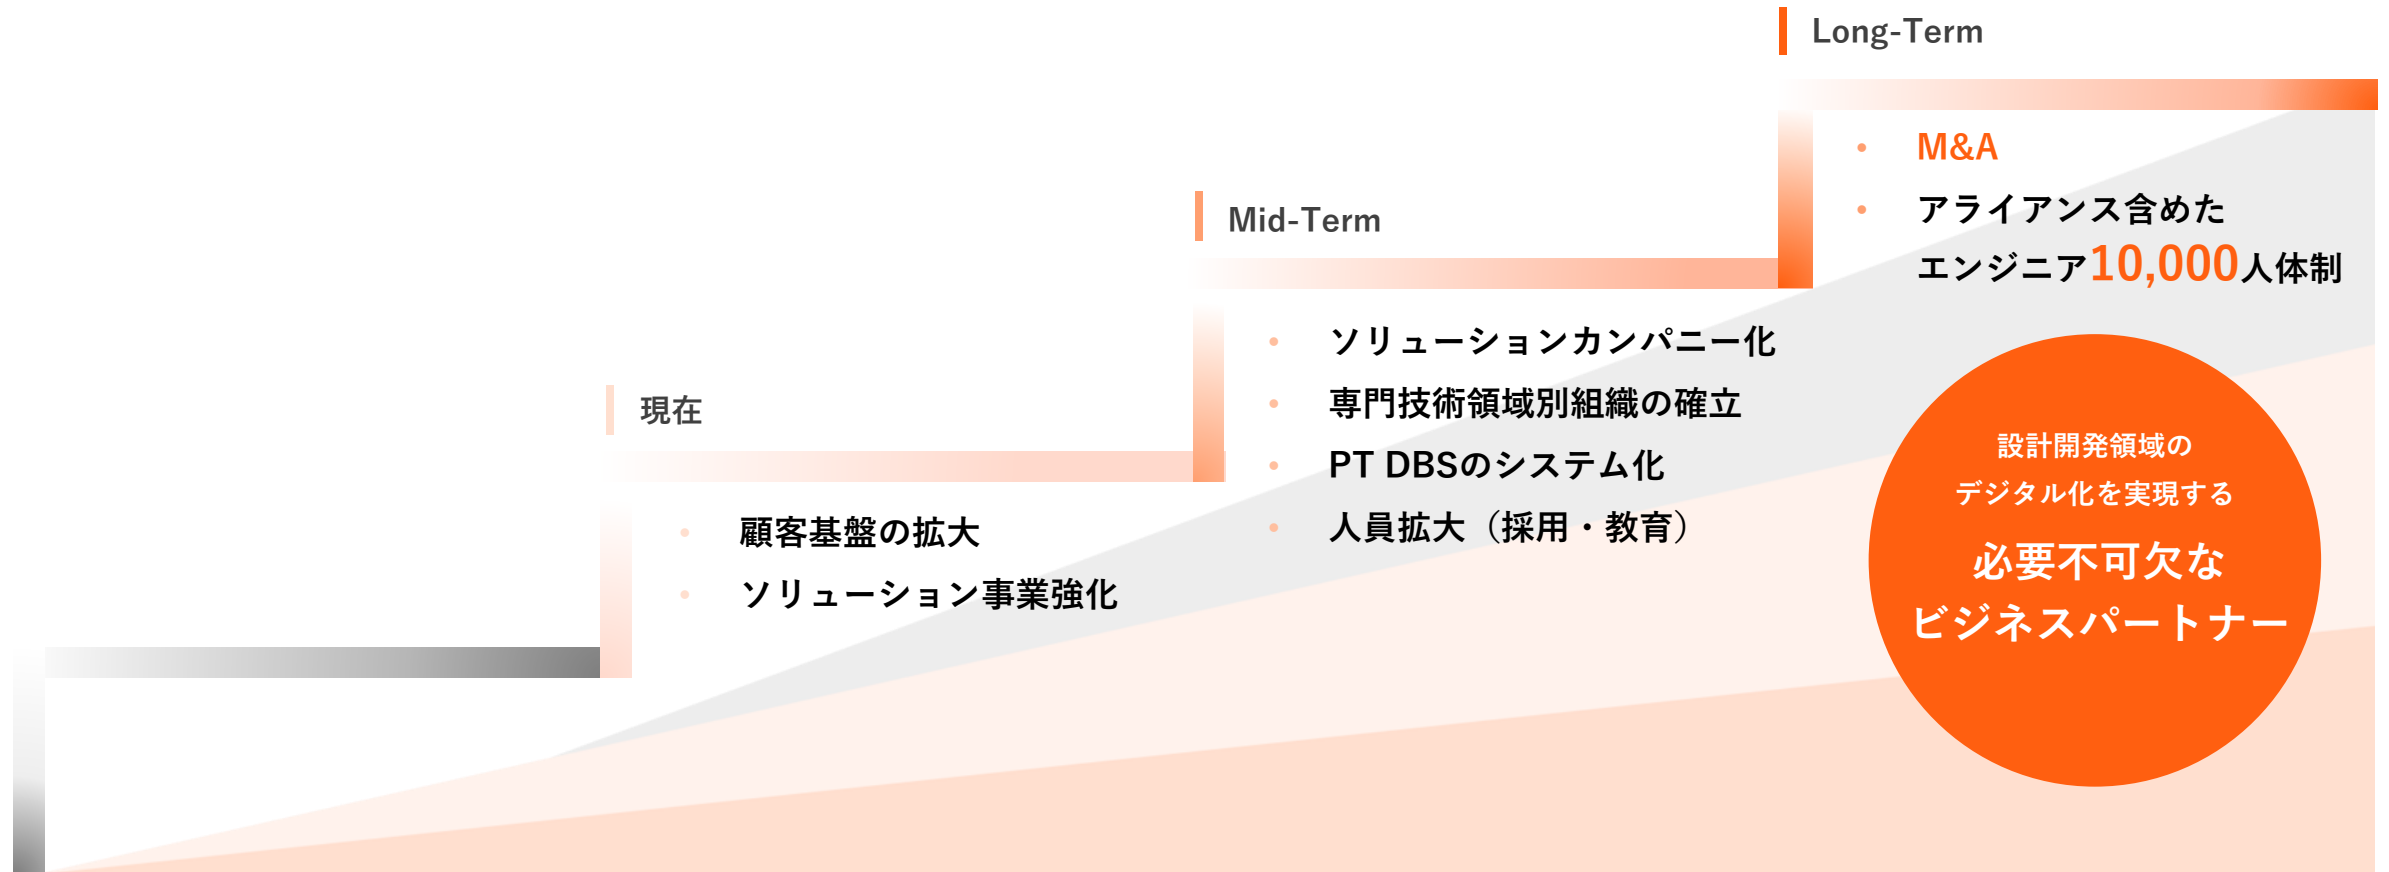 Long-Term
• M&A
• アライアンス含めた
エンジニア10,000人体制
Mid-Term
• ソリューションカンパニー化
• 専門技術領域別組織の確立
• PT DBSのシステム化
• 人員拡大（採用・教育）
現在
• 顧客基盤の拡大
• ソリューション事業強化
設計開発領域の
デジタル化を実現する
必要不可欠な
ビジネスパートナー